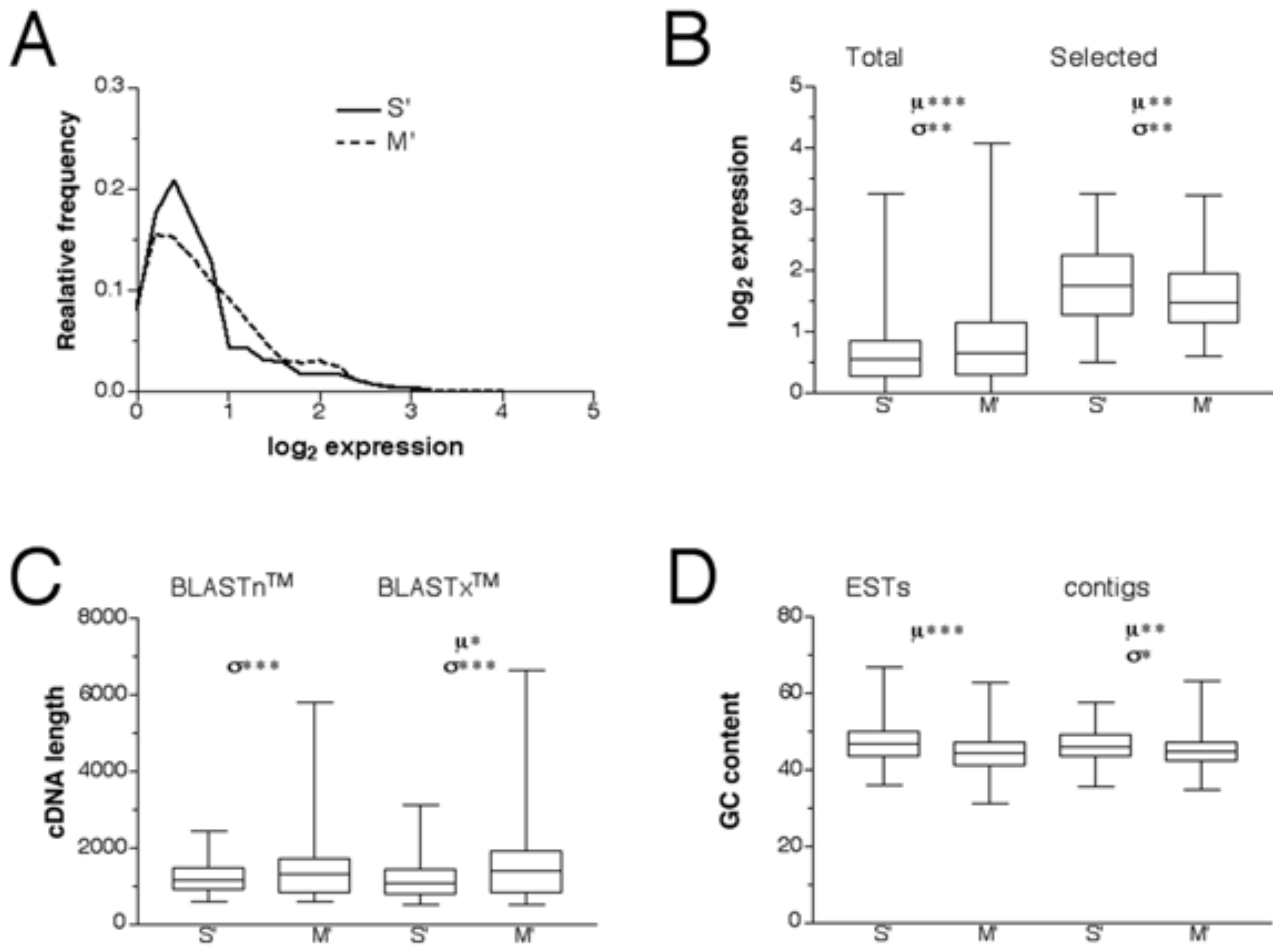 A
0.3
0.2
0.1
0.0
Realative frequency
S'
M'
0 1 2 3 4 5
log2 expression
B
Total Selected
μ*** μ**
σ** σ**
5
4
3
2
1
0
log2 expression
S' M' S' M'
C
BLASTn™ BLASTx™
μ*
σ*** σ***
8000
6000
4000
2000
0
cDNA length
S' M' S' M'
D
ESTs contigs
μ*** μ**
σ*
80
60
40
20
0
GC content
S' M' S' M'